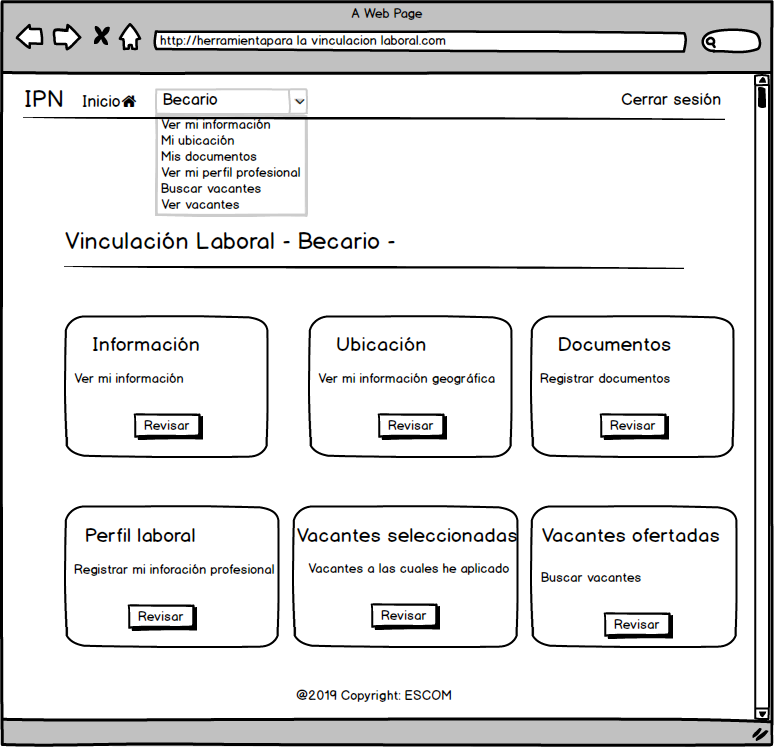 A Web Page
http://herramientapara la vinculacion laboral.com
IPN Inicio Becario Cerrar sesión
Ver mi información
Mi ubicación
Mis documentos
Ver mi perfil profesional
Buscar vacantes
Ver vacantes
Vinculación Laboral - Becario -
Información
Ver mi información
Revisar
Ubicación
Ver mi información geográfica
Revisar
Documentos
Registrar documentos
Revisar
Perfil laboral
Registrar mi inforación profesional
Revisar
Vacantes seleccionadas
Vacantes a las cuales he aplicado
Revisar
Vacantes ofertadas
Buscar vacantes
Revisar
@2019 Copyright: ESCOM